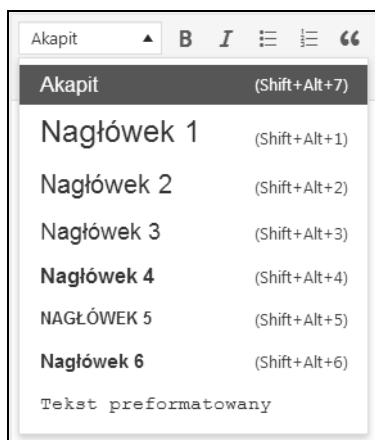 Akapit B I
Akapit (Shift+Alt+7)
Nagłówek 1 (Shift+Alt+1)
Nagłówek 2 (Shift+Alt+2)
Nagłówek 3 (Shift+Alt+3)
Nagłówek 4 (Shift+Alt+4)
NAGŁÓWEK 5 (Shift+Alt+5)
Nagłówek 6 (Shift+Alt+6)
Tekst preformatowany